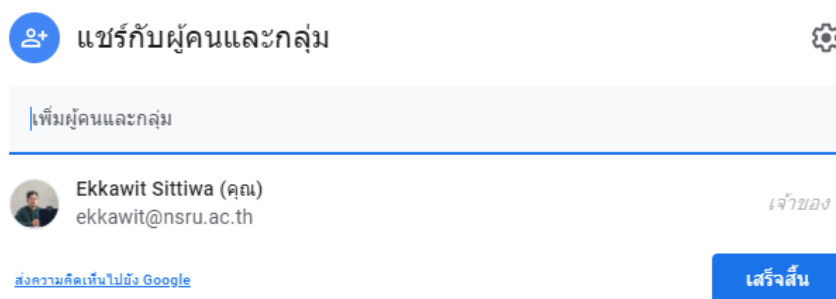 แชร์กับผู้คนและกลุ่ม
เพิ่มผู้คนและกลุ่ม
Ekkawit Sittiwa (คุณ)
ekkawit@nsru.ac.th
เจ้าของ
ส่งความคิดเห็นไปยัง Google
เสร็จสิ้น